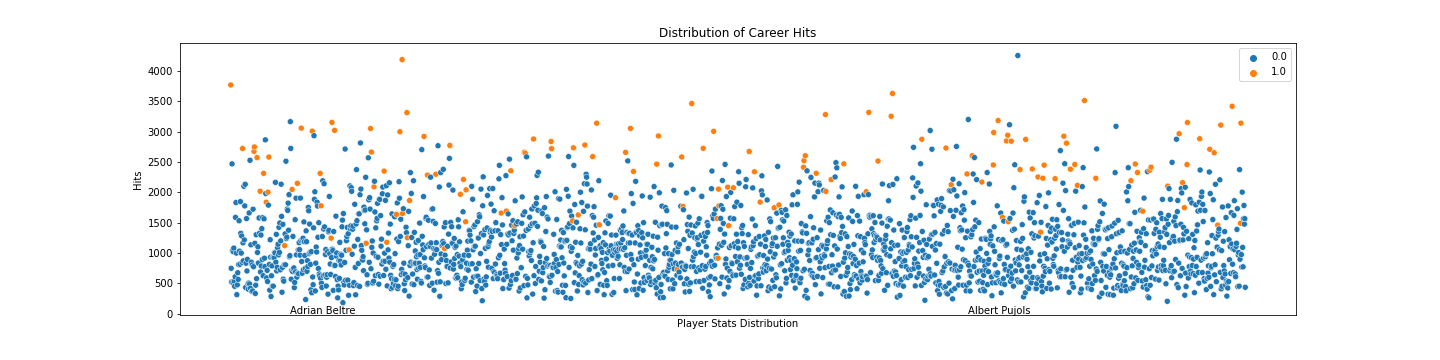 Distribution of Career Hits
0.0
1.0
4000
3500
3000
2500
2000
1500
1000
500
0
Hits
Adrian Beltre
Albert Pujols
Player Stats Distribution